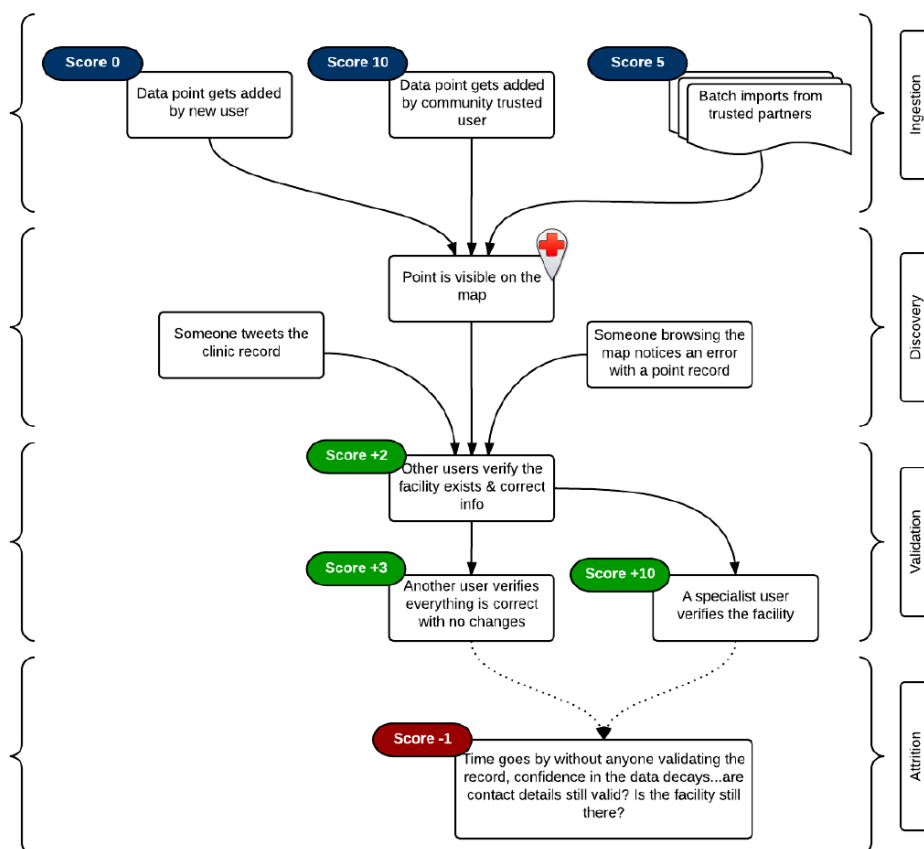 Score 0
Data point gets added
by new user
Score 10
Data point gets added
by community trusted
user
Score 5
Batch imports from
trusted partners
Ingestion
Point is visible on the
map
Someone tweets the
clinic record
Someone browsing the
map notices an error
with a point record
Discovery
Score +2
Other users verify the
facility exists & correct
info
Score +3
Another user verifies
everything is correct
with no changes
Score +10
A specialist user
verifies the facility
Validation
Score -1
Time goes by without anyone validating the
record, confidence in the data decays...are
contact details still valid? Is the facility still
there?
Attrition